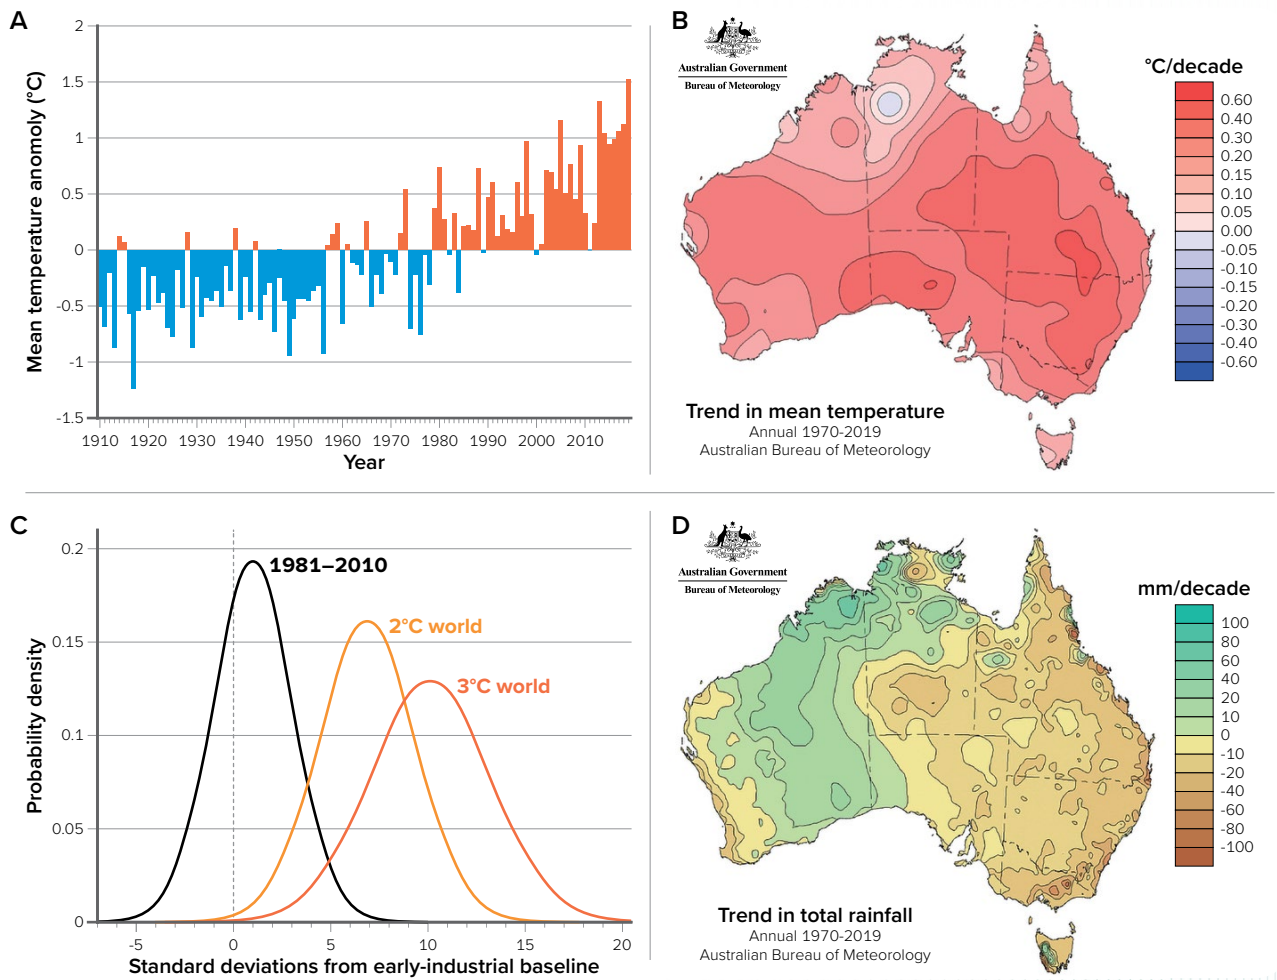 A
Mean temperature anomoly (°C)
2
1.5
1
0.5
0
-0.5
-1
-1.5
1910 1920 1930 1940 1950 1960 1970 1980 1990 2000 2010
Year
B
Australian Government
Bureau of Meteorology
°C/decade
0.60
0.40
0.30
0.20
0.15
0.10
0.05
0.00
-0.05
-0.10
-0.15
-0.20
-0.30
-0.40
-0.60
Trend in mean temperature
Annual 1970-2019
Australian Bureau of Meteorology
C
Probability density
0.2
0.15
0.1
0.05
0
1981–2010
2°C world
3°C world
-5 0 5 10 15 20
Standard deviations from early-industrial baseline
D
Australian Government
Bureau of Meteorology
mm/decade
100
80
60
40
20
10
0
-10
-20
-40
-60
-80
-100
Trend in total rainfall
Annual 1970-2019
Australian Bureau of Meteorology